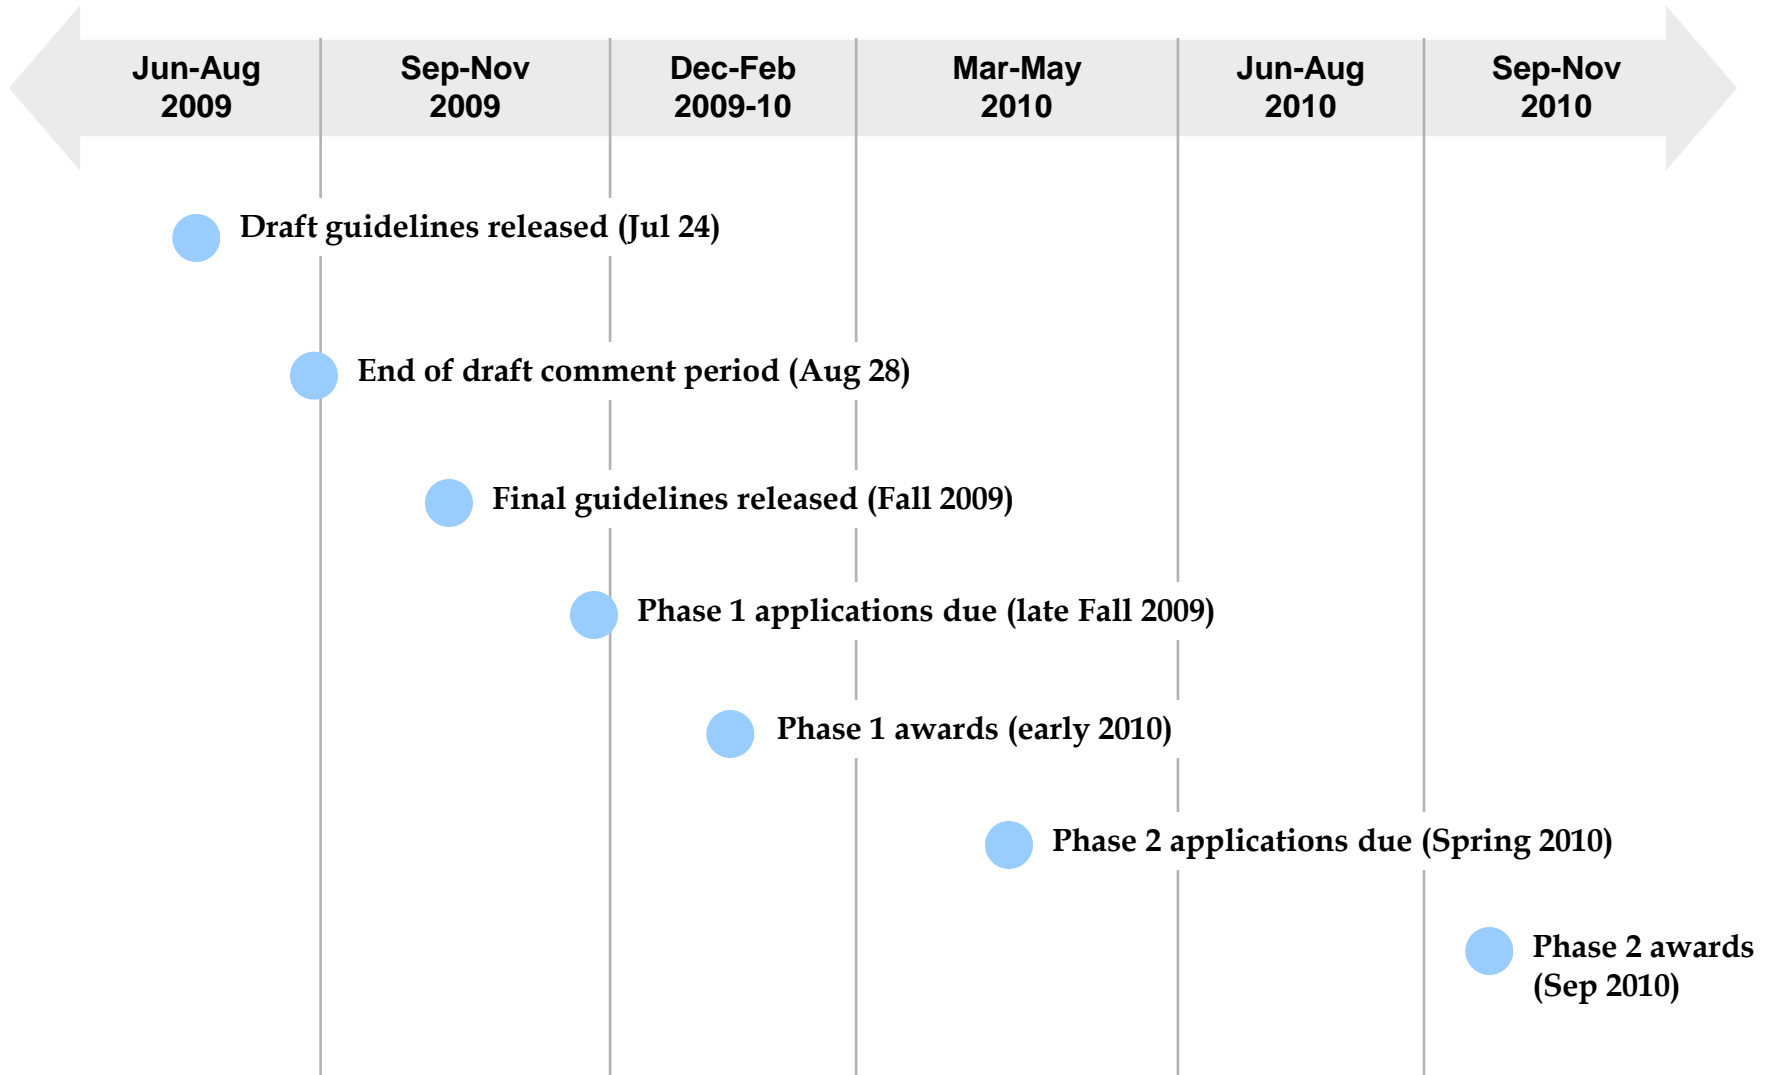 Jun-Aug
2009
Sep-Nov
2009
Dec-Feb
2009-10
Mar-May
2010
Jun-Aug
2010
Sep-Nov
2010
Draft guidelines released (Jul 24)
End of draft comment period (Aug 28)
Final guidelines released (Fall 2009)
Phase 1 applications due (late Fall 2009)
Phase 1 awards (early 2010)
Phase 2 applications due (Spring 2010)
Phase 2 awards
(Sep 2010)